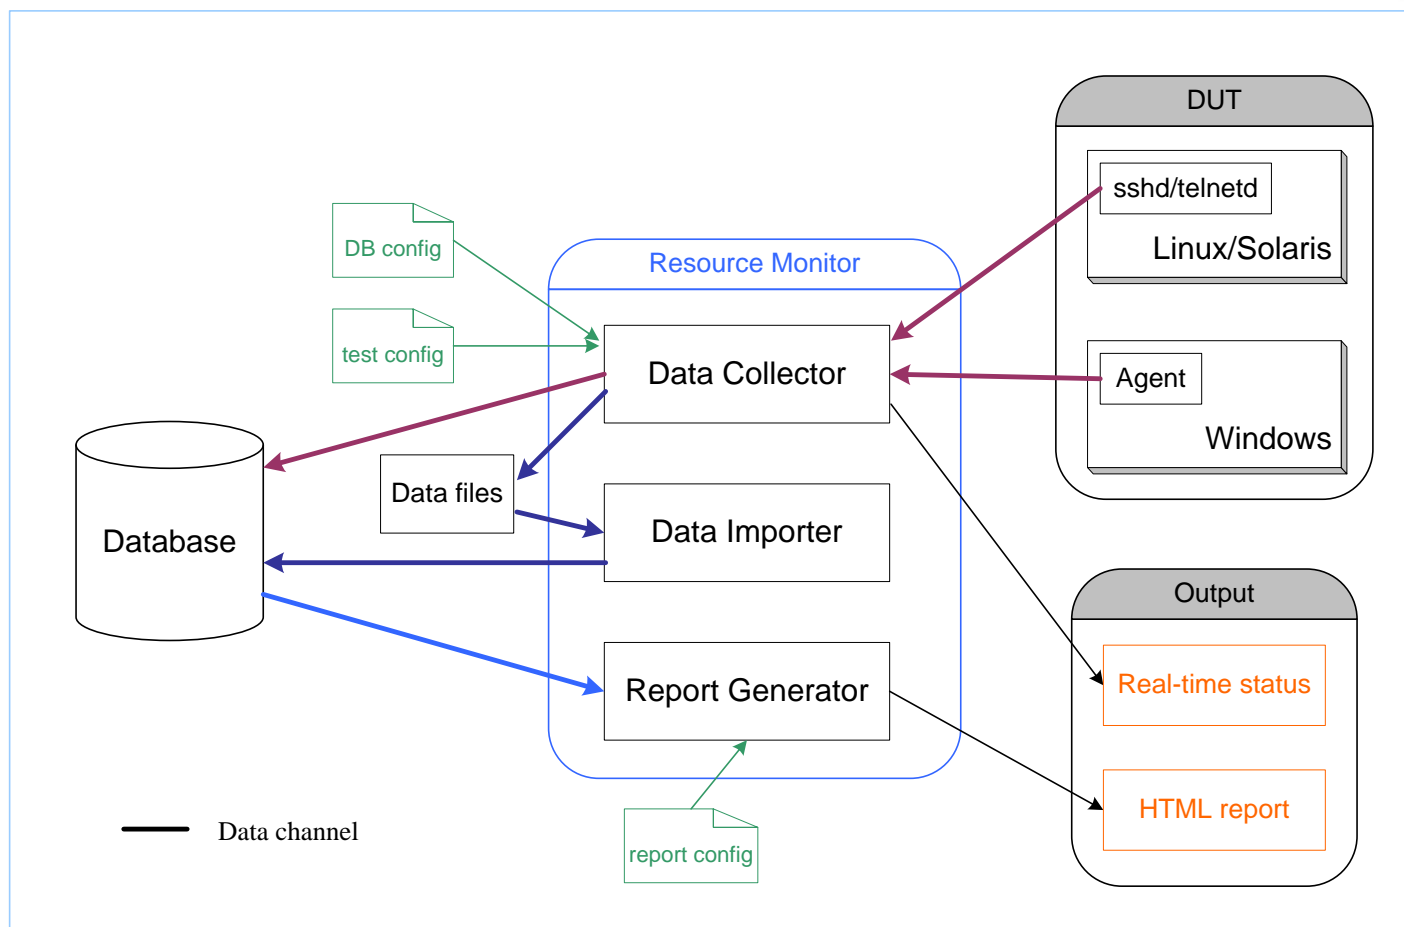 DUT
sshd/telnetd
Linux/Solaris
Agent
Windows
DB config
test config
Resource Monitor
Data Collector
Data files
Data Importer
Database
Report Generator
report config
Output
Real-time status
HTML report
Data channel